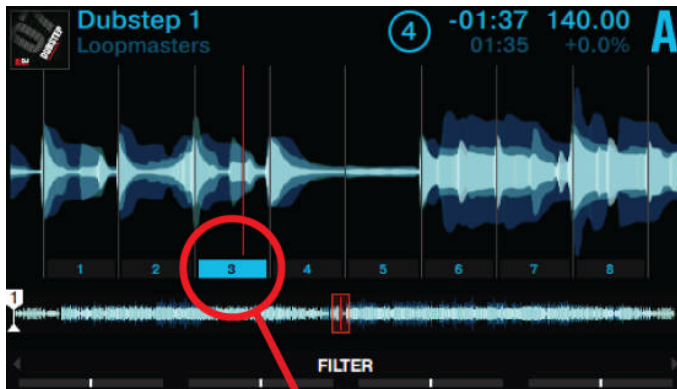 Dubstep 1
Loopmasters
4
-01:37 140.00
01:35 +0.0%
A
DUBSTEP
1 2 3 4 5 6 7 8
1
FILTER